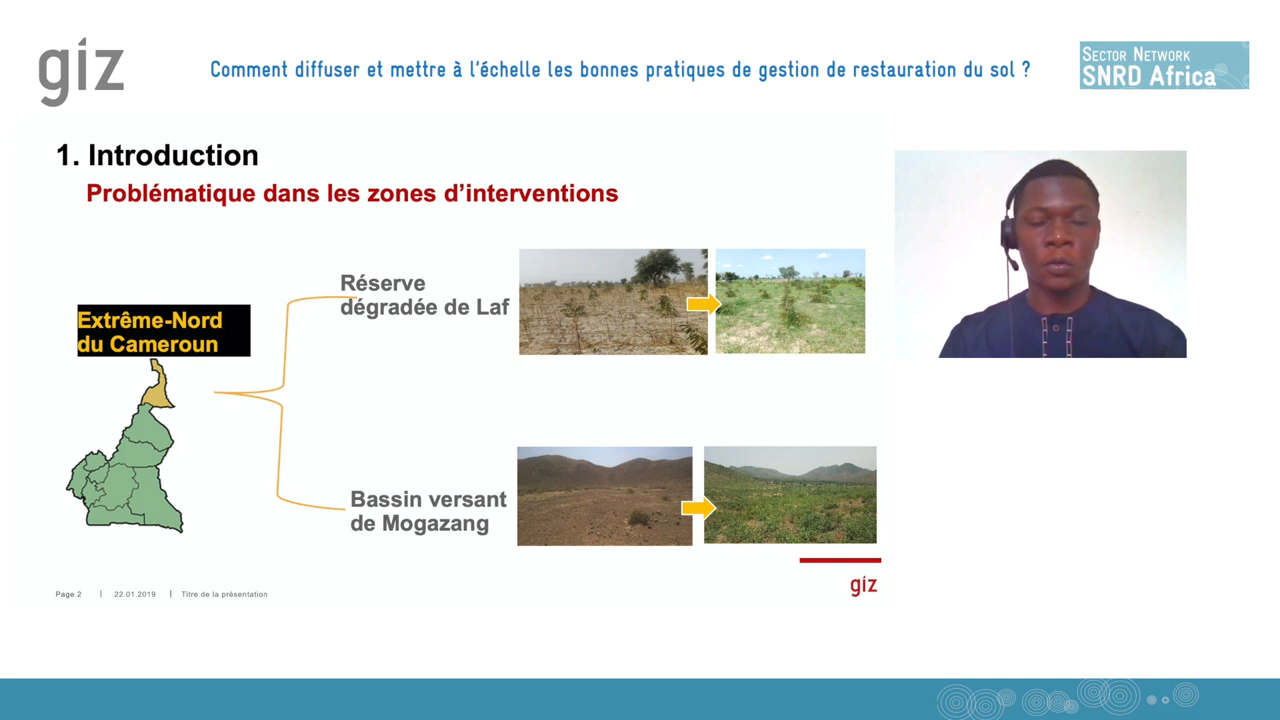 giz
Comment diffuser et mettre à l'échelle les bonnes pratiques de gestion de restauration du sol ?
Sector Network
SNRD Africa
1. Introduction
Problématique dans les zones d'interventions
Réserve
dégradée de Laf
Extrême-Nord
du Cameroun
Bassin versant
de Mogazang
giz
Page 2 | 22.01.2019 | Titre de la présentation